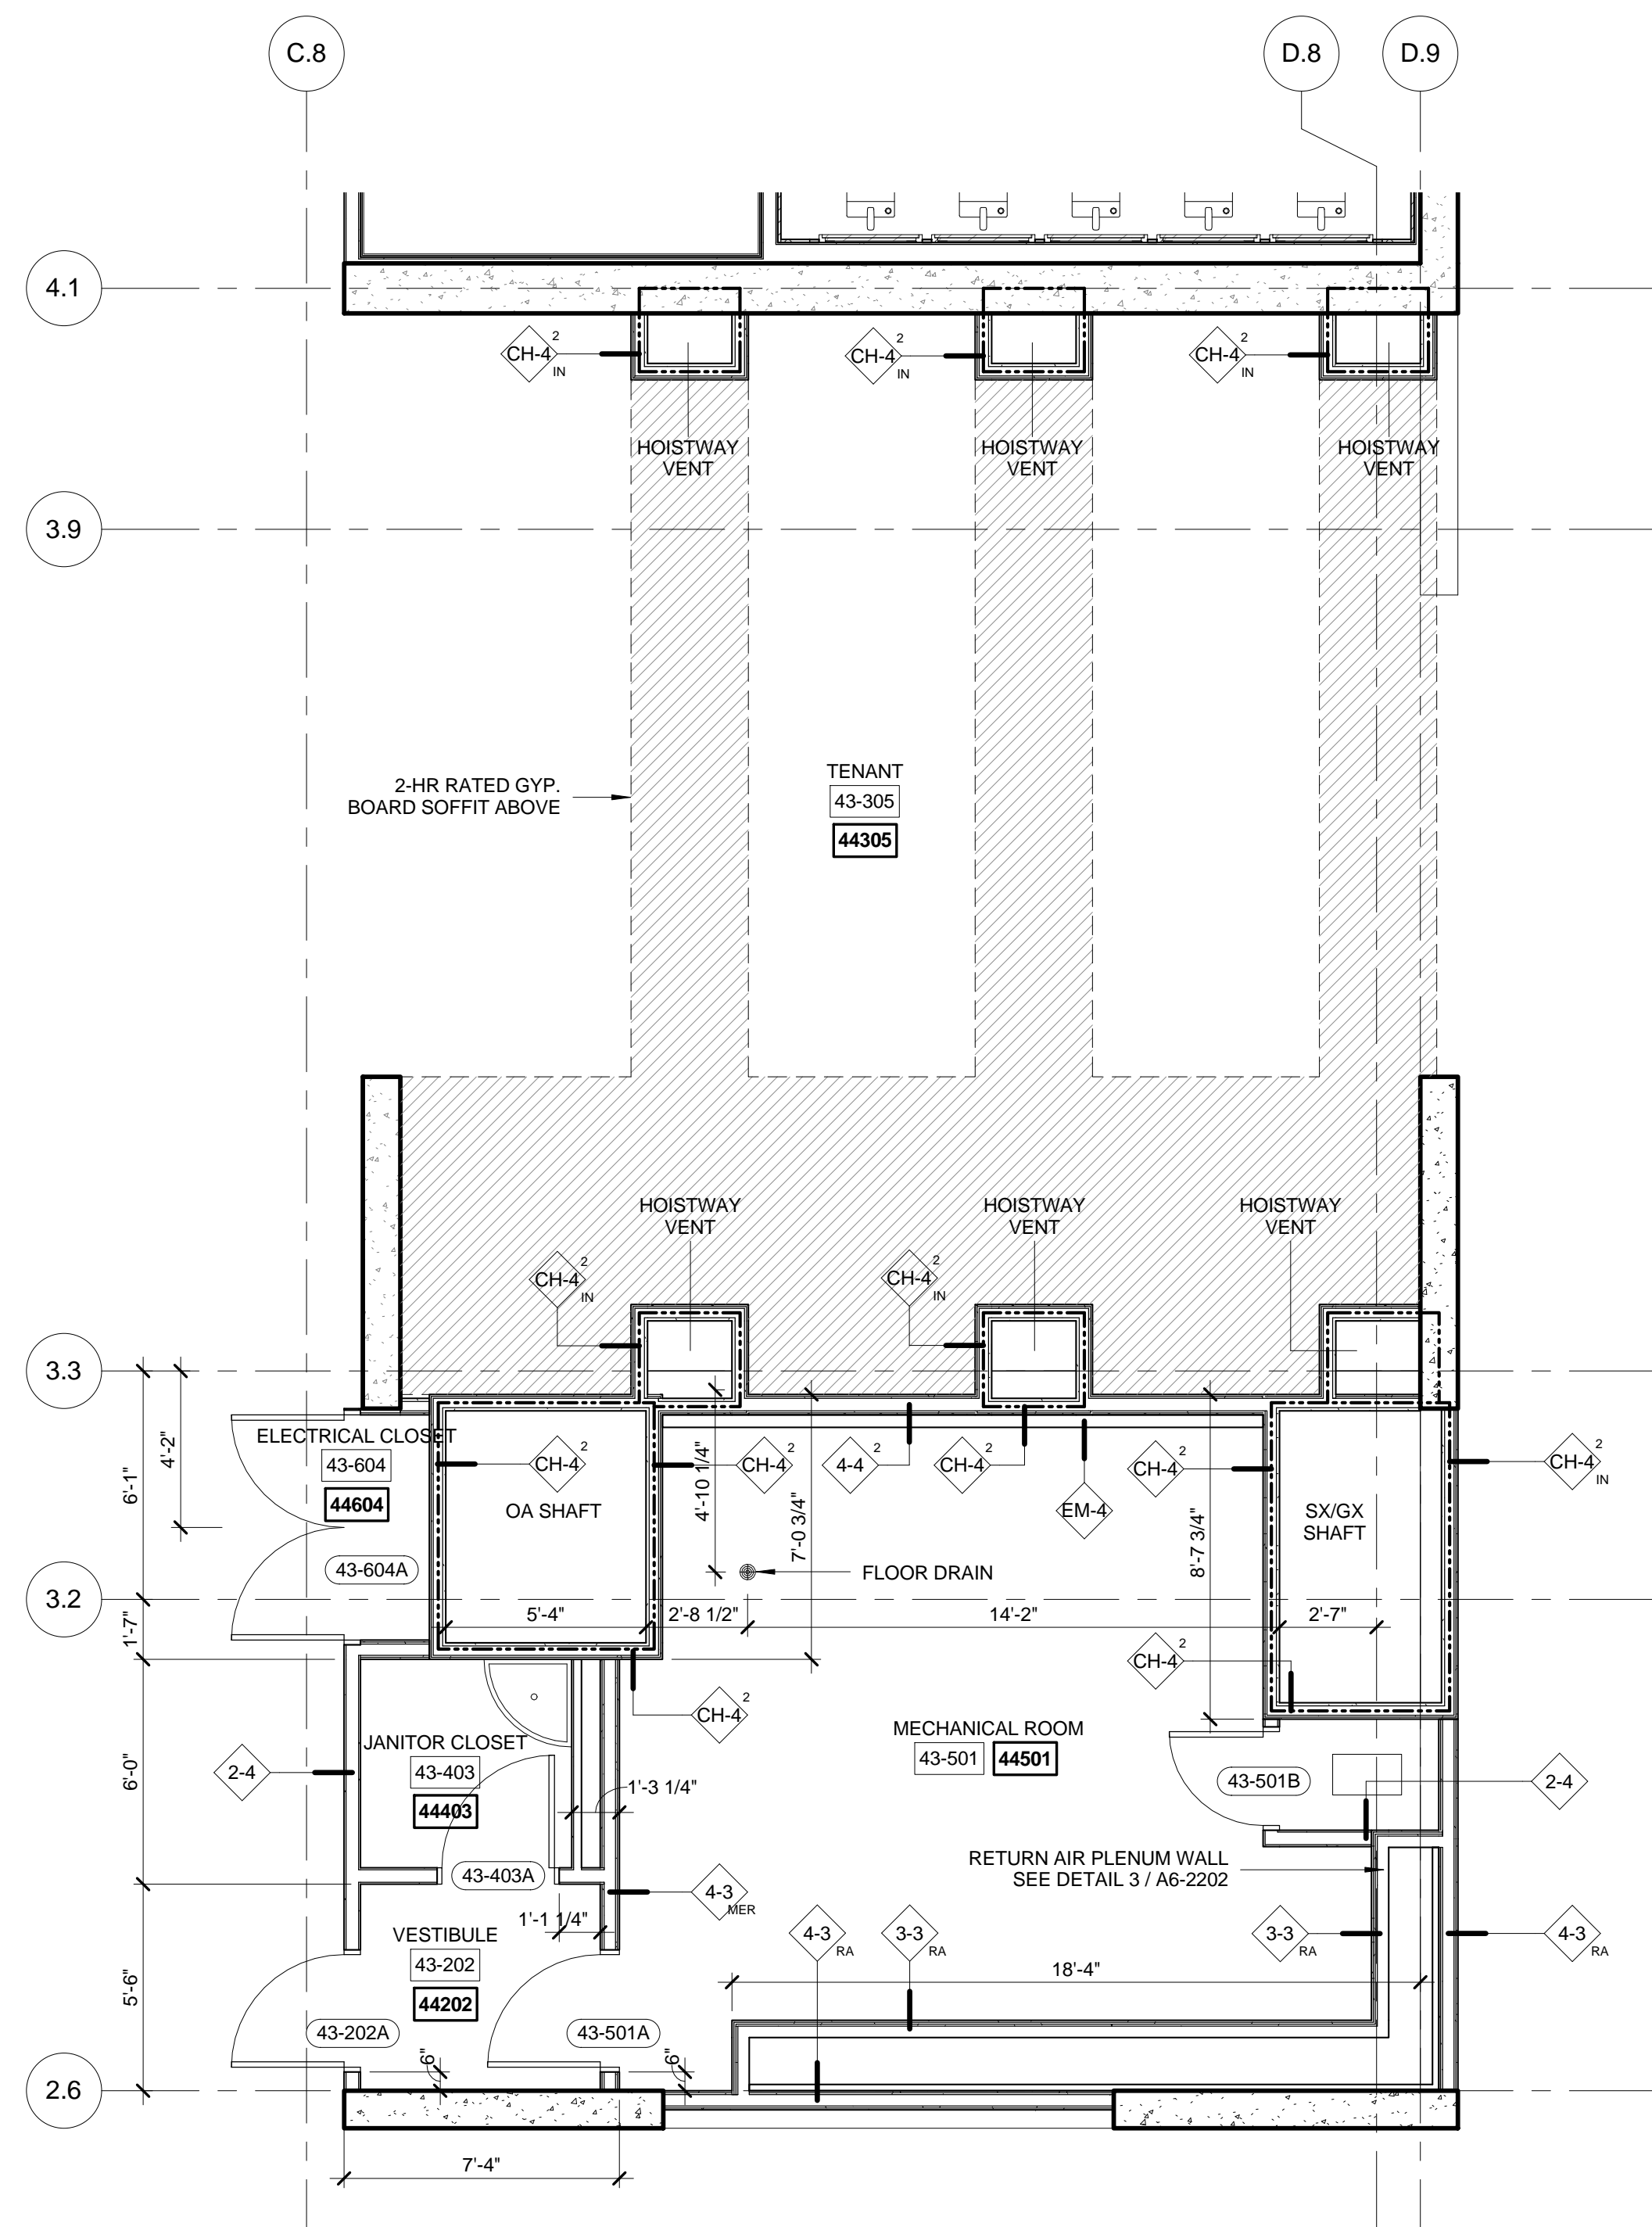 C.8
D.8
D.9
4.1
CH-4
2
IN
CH-4
2
IN
CH-4
2
IN
HOISTWAY
VENT
HOISTWAY
VENT
HOISTWAY
VENT
3.9
2-HR RATED GYP.
BOARD SOFFIT ABOVE
TENANT
43-305
44305
HOISTWAY
VENT
HOISTWAY
VENT
HOISTWAY
VENT
CH-4
2
IN
CH-4
2
IN
3.3
6'-1"
4'-2"
ELECTRICAL CLOSET
43-604
44604
43-604A
CH-4
2
OA SHAFT
4'-10 1/4"
CH-4
2
7'-0 3/4"
4-4
2
CH-4
2
EM-4
CH-4
2
8'-7 3/4"
SX/GX
SHAFT
CH-4
2
IN
FLOOR DRAIN
3.2
1'-7"
5'-4"
2'-8 1/2"
14'-2"
2'-7"
CH-4
2
CH-4
2
MECHANICAL ROOM
43-501
44501
JANITOR CLOSET
43-403
44403
2-4
6'-0"
1'-3 1/4"
43-501B
2-4
RETURN AIR PLENUM WALL
SEE DETAIL 3 / A6-2202
43-403A
4-3
MER
1'-1 1/4"
VESTIBULE
43-202
44202
4-3
RA
3-3
RA
3-3
RA
4-3
RA
18'-4"
5'-6"
43-202A
43-501A
6"
6"
2.6
7'-4"